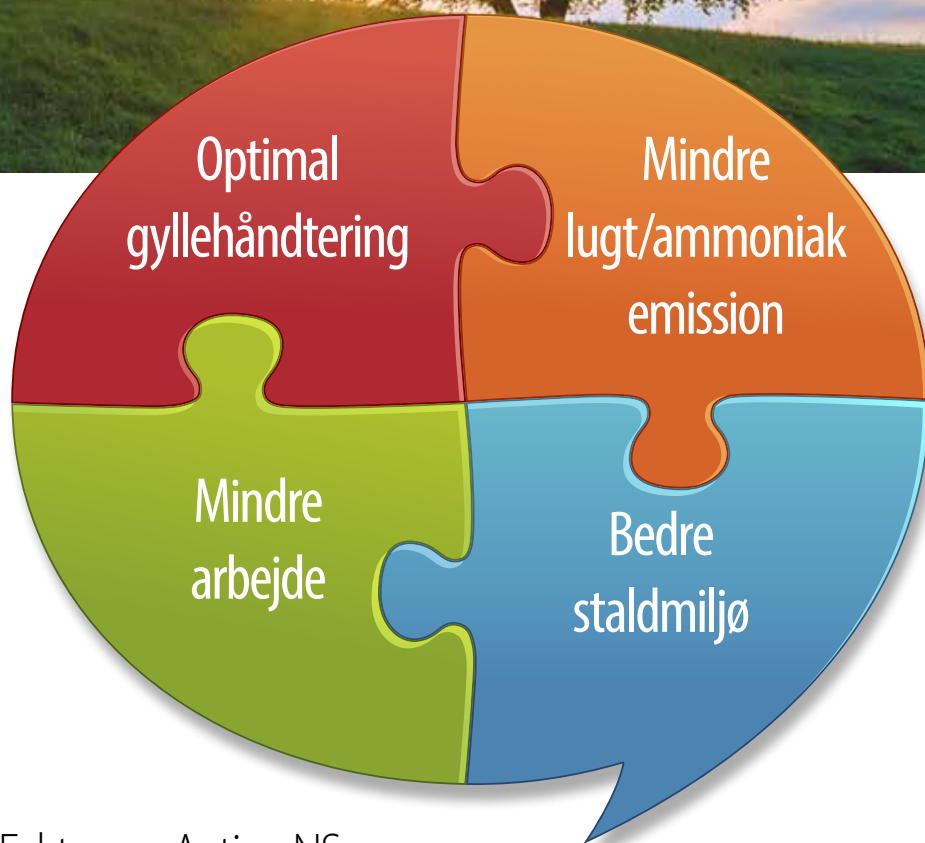 Optimal
gyllehåndtering
Mindre
lugt/ammoniak
emission
Mindre
arbejde
Bedre
staldmiljø